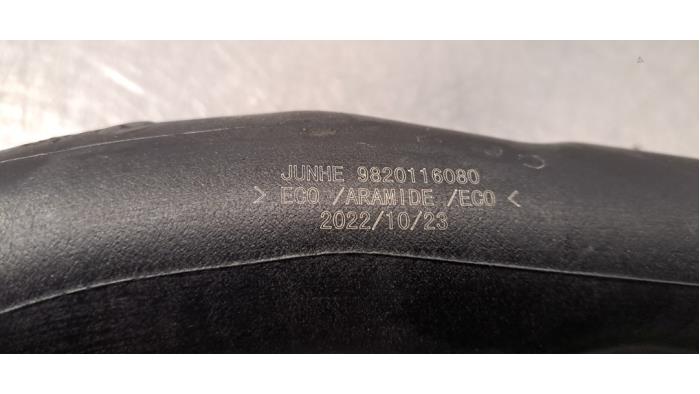 JUNHE 9820116080
> ECO /ARAMIDE /ECO <
2022/10/23